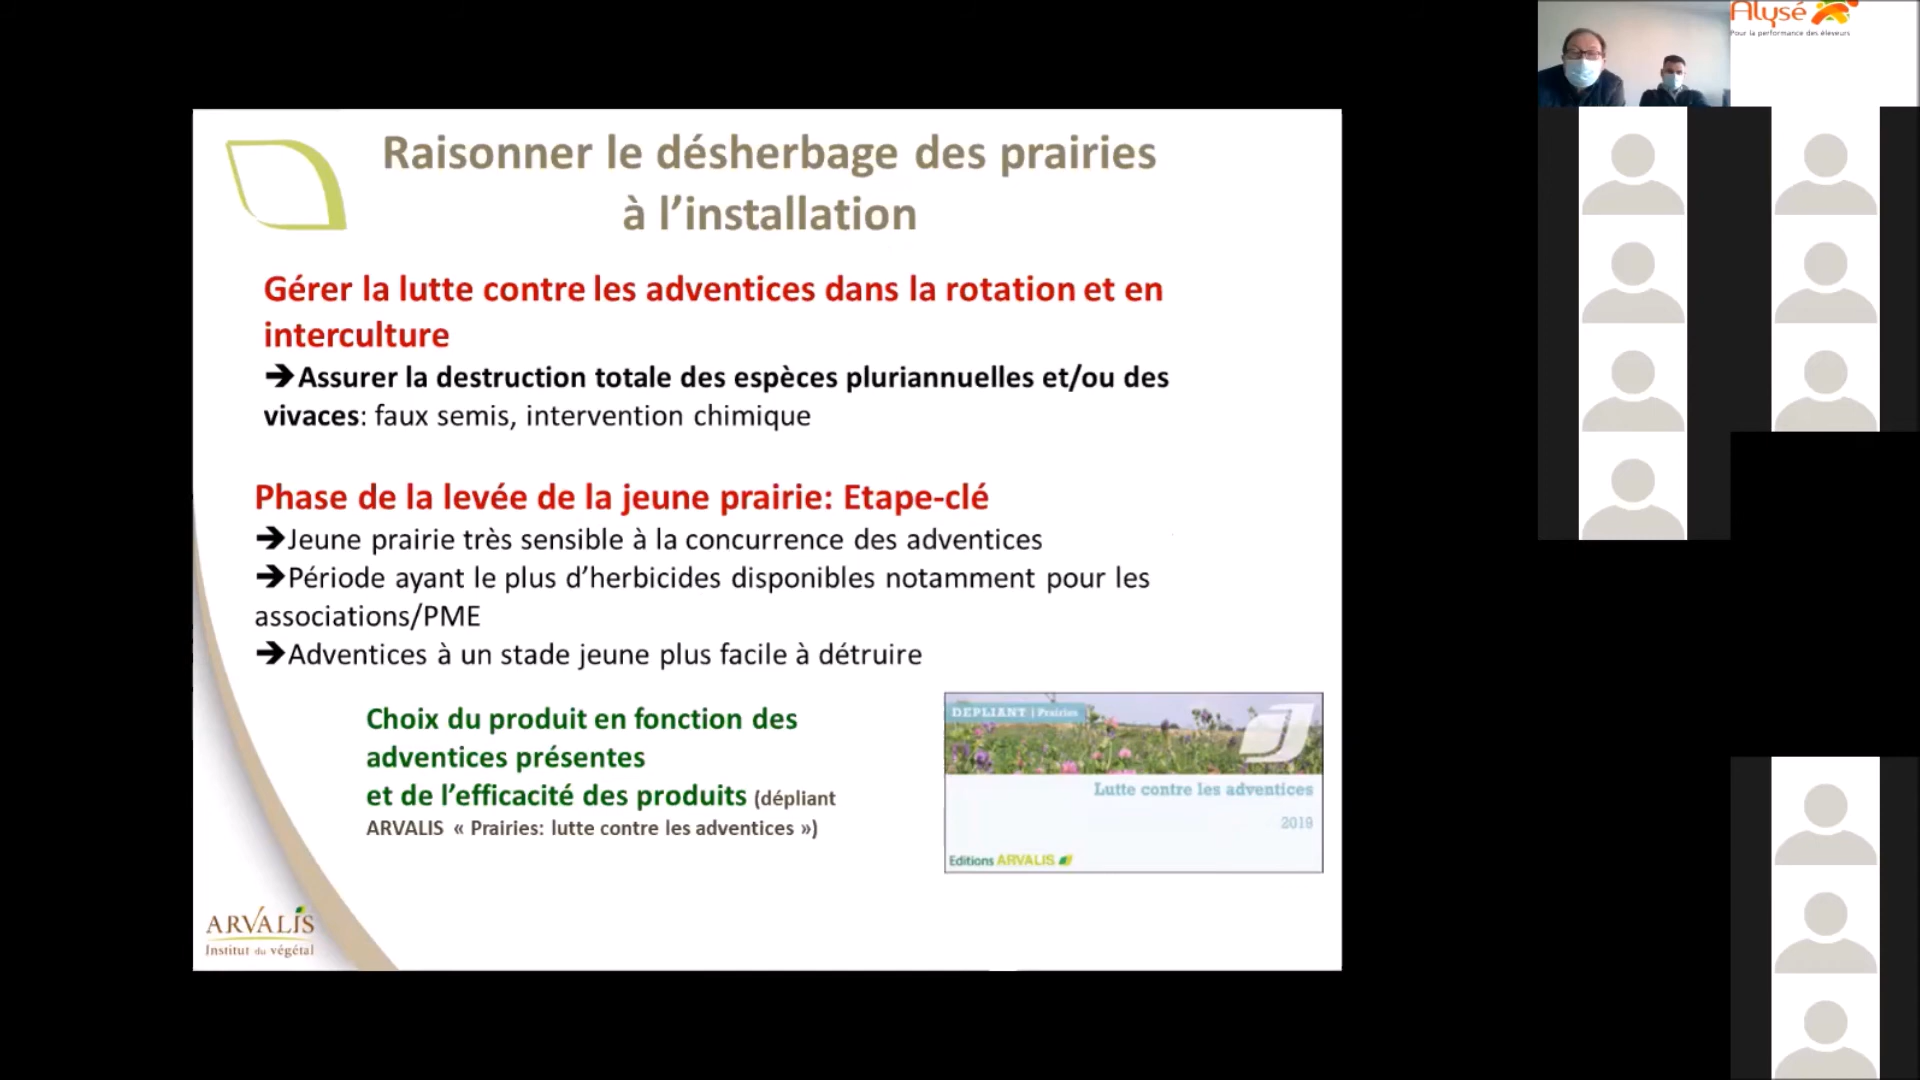 Alysé
Pour la performance des éleveurs
Raisonner le désherbage des prairies
à l’installation
Gérer la lutte contre les adventices dans la rotation et en
interculture
➔Assurer la destruction totale des espèces pluriannuelles et/ou des
vivaces: faux semis, intervention chimique
Phase de la levée de la jeune prairie: Etape-clé
➔Jeune prairie très sensible à la concurrence des adventices
➔Période ayant le plus d’herbicides disponibles notamment pour les
associations/PME
➔Adventices à un stade jeune plus facile à détruire
Choix du produit en fonction des
adventices présentes
et de l’efficacité des produits (dépliant
ARVALIS « Prairies: lutte contre les adventices »)
DEPLIANT | Prairies
Lutte contre les adventices
2019
Editions ARVALIS
ARVALIS
Institut du végétal